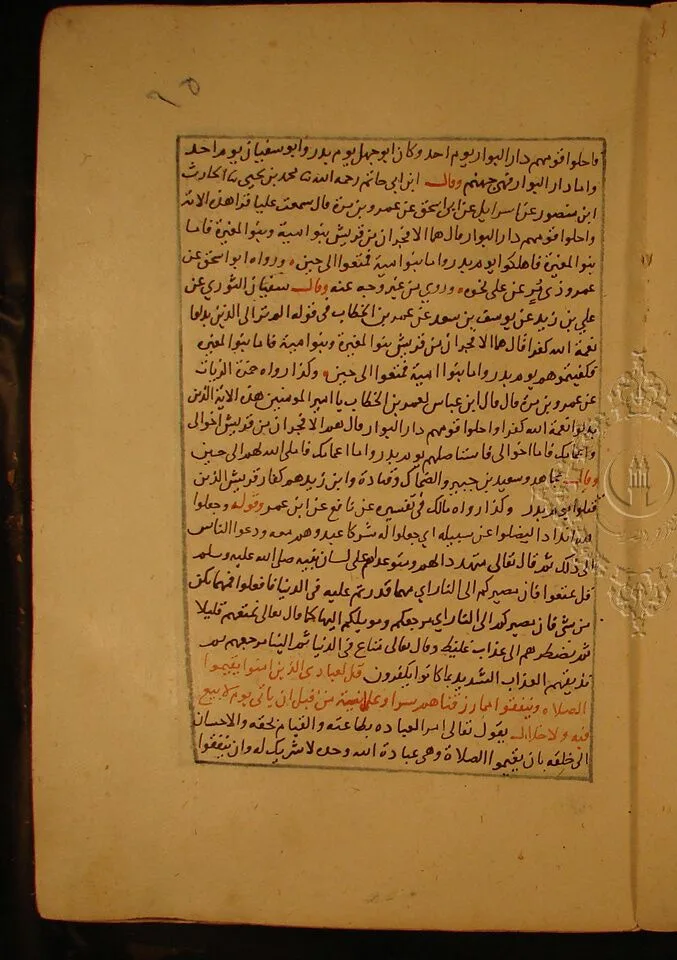 فاحلوا قومهم دار البوار يوم احد وكان ابو جهل يوم بدر وابو سفيان يوم احد
واما دار البوار فهي جهنم وقال ابن ابي حاتم رحمه الله ثنا محمد بن يحيى ثنا الحارث
ابن منصور عن اسرايل عن ابي اسحق عن عمرو بن مرة قال سمعت عليا قرا هذه الاية
واحلوا قومهم دار البوار قال هما الافجران من قريش بنوا امية وبنوا المغيرة فاما
بنوا المغيرة فاهلكوا يوم بدر واما بنوا امية فمتعوا الى حين ورواه ابو اسحق عن
عمرو ذي مر عن علي نحوه وروي من غير وجه عنه وقال سفيان الثوري عن
علي بن زيد عن يوسف بن سعد عن عمر بن الخطاب في قوله الم تر الى الذين بدلوا
نعمة الله كفرا قال هما الافجران من قريش بنوا المغيرة وبنوا امية فاما بنوا المغيرة
فكفيتموهم يوم بدر واما بنوا امية فمتعوا الى حين وكذا رواه حمزة الزيات
عن عمرو بن مرة قال قال ابن عباس لعمر بن الخطاب يا امير المومنين هذه الاية الذين
بدلوا نعمة الله كفرا واحلوا قومهم دار البوار قال هم الافجران من قريش اخوالي
واعمامك فاما اخوالي فاستاصلهم يوم بدر واما اعمامك فاملى الله لهم الى حين
وقال مجاهد وسعيد بن جبير والضحاك وقتادة وابن زيد هم كفار قريش الذين
قتلوا يوم بدر وكذا رواه مالك في تفسيره عن نافع عن ابن عمر وقوله وجعلوا
لله اندادا ليضلوا عن سبيله اي جعلوا له شركا عبدوهم معه ودعوا الناس
الى ذلك ثم قال تعالى متهددا لهم ومتوعدا لهم على لسان نبيه صلى الله عليه وسلم
قل تمتعوا فان مصيركم الى النار اي مهما قدرتم عليه في الدنيا فافعلوا فمهما يكن
من شي فان مصيركم الى النار اي مرجعكم وموئلكم اليها كما قال تعالى نمتعهم قليلا
ثم نضطرهم الى عذاب غليظ وقال تعالى متاع في الدنيا ثم الينا مرجعهم ثم
نذيقهم العذاب الشديد بما كانوا يكفرون قل لعبادي الذين امنوا يقيموا
الصلاة وينفقوا مما رزقناهم سرا وعلانية من قبل ان ياتي يوم لا بيع
فيه ولا خلال يقول تعالى امرا لعباده بطاعته والقيام بحقه والاحسان
الى خلقه بان يقيموا الصلاة وهي عبادة الله وحده لا شريك له وان ينفقوا